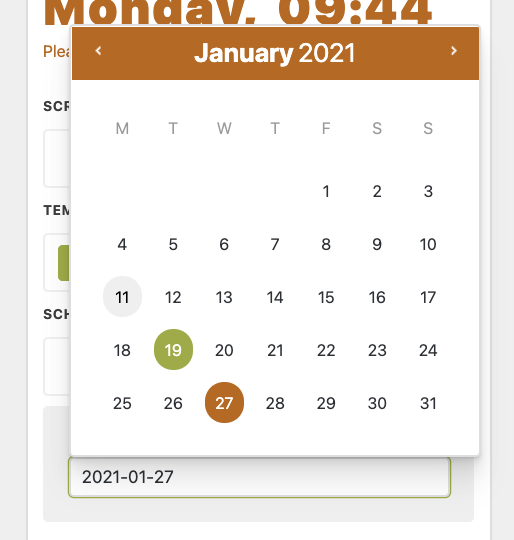 Monday, 09:44
‹ January 2021 ›
SCR
TEM
SCH
M T W T F S S
1 2 3
4 5 6 7 8 9 10
11 12 13 14 15 16 17
18 19 20 21 22 23 24
25 26 27 28 29 30 31
2021-01-27